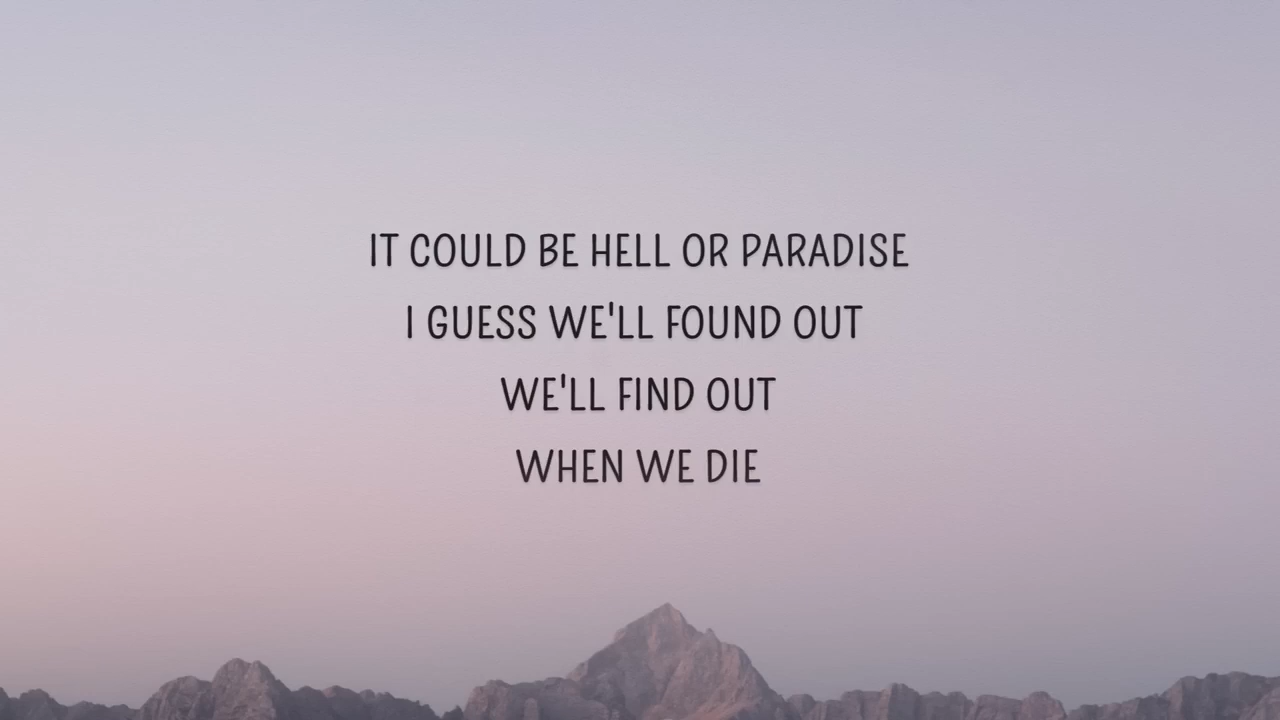 IT COULD BE HELL OR PARADISE
I GUESS WE'LL FOUND OUT
WE'LL FIND OUT
WHEN WE DIE